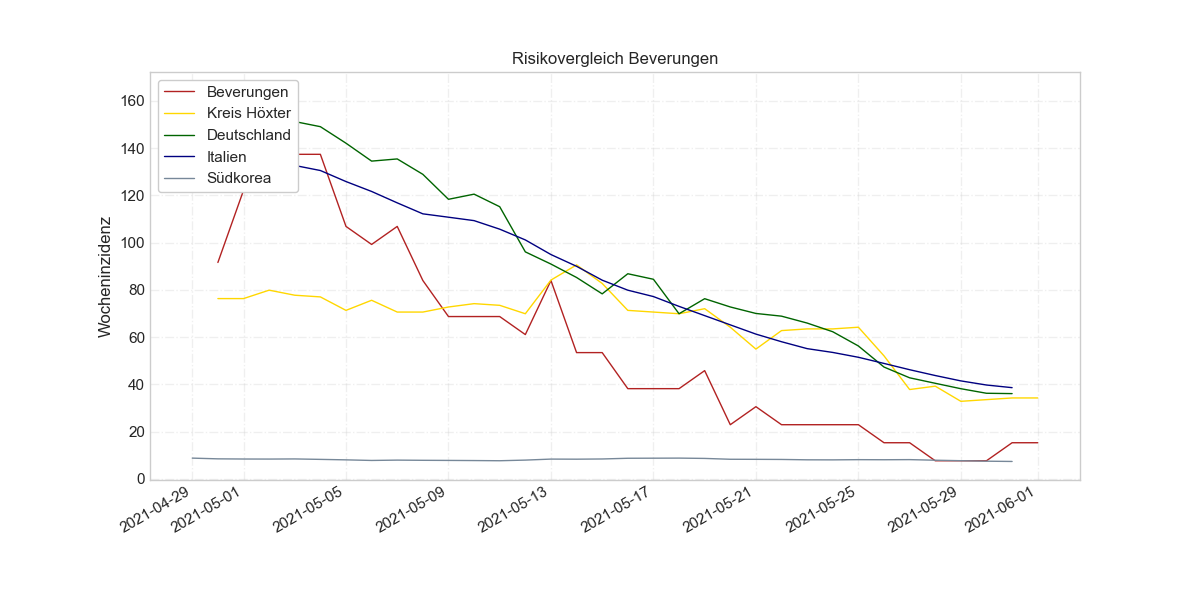 Risikovergleich Beverungen
Beverungen
Kreis Höxter
Deutschland
Italien
Südkorea
Wocheninzidenz
160
140
120
100
80
60
40
20
0
2021-04-29
2021-05-01
2021-05-05
2021-05-09
2021-05-13
2021-05-17
2021-05-21
2021-05-25
2021-05-29
2021-06-01